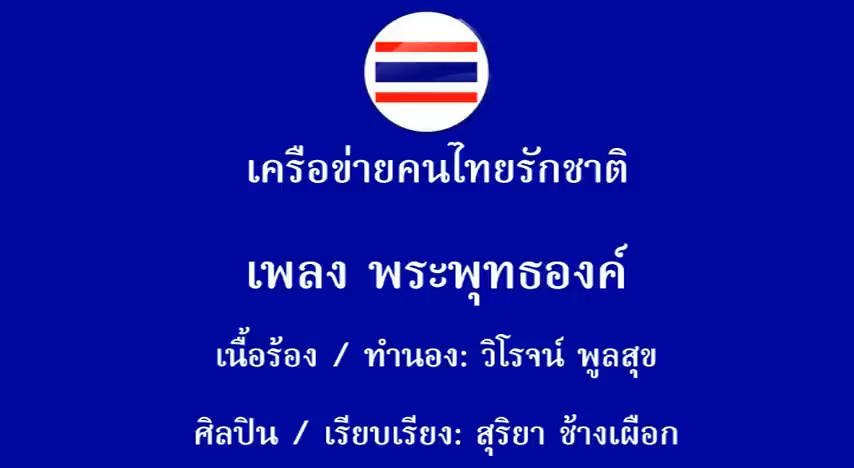 เครือข่ายคนไทยรักชาติ
เพลง พระพุทธองค์
เนื้อร้อง / ทำนอง: วิโรจน์ พูลสุข
ศิลปิน / เรียบเรียง: สุริยา ช้างเผือก